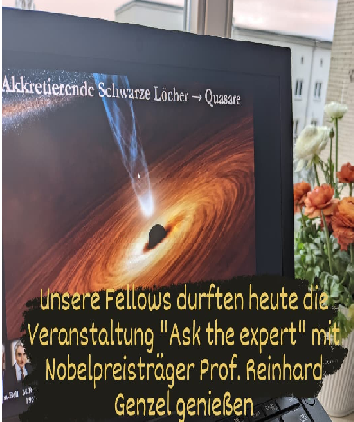 Akkretierende Schwarze Löcher → Quasare
Unsere Fellows durften heute die
Veranstaltung "Ask the expert" mit
Nobelpreisträger Prof. Reinhard
Genzel genießen